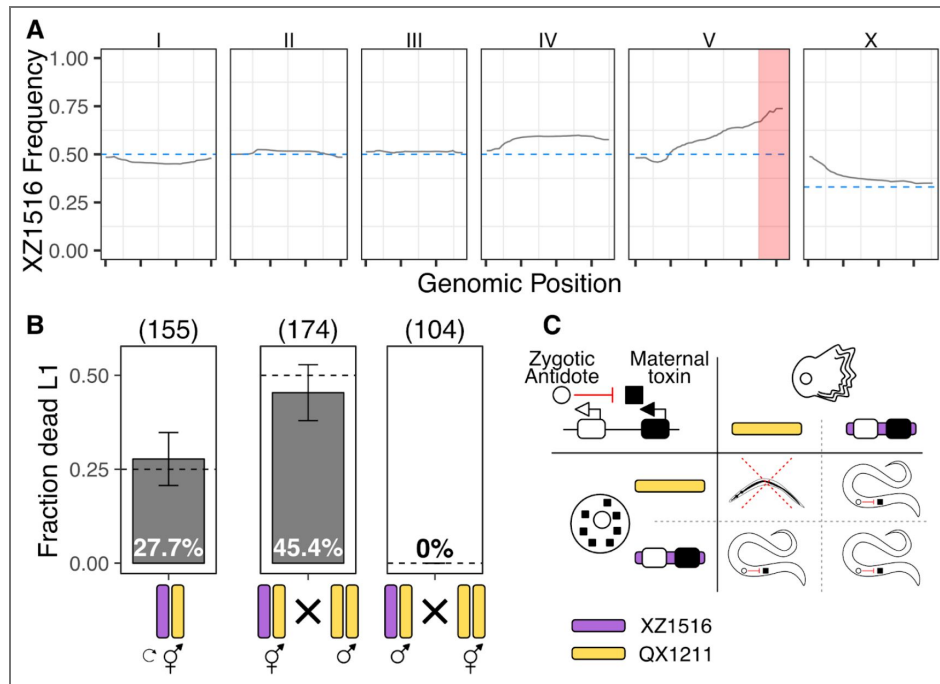 A
I II III IV V X
XZ1516 Frequency
1.00
0.75
0.50
0.25
0.00
Genomic Position
B
(155) (174) (104)
Fraction dead L1
0.50
0.25
0.00
27.7% 45.4% 0%
C
Zygotic Maternal
Antidote toxin
XZ1516
QX1211